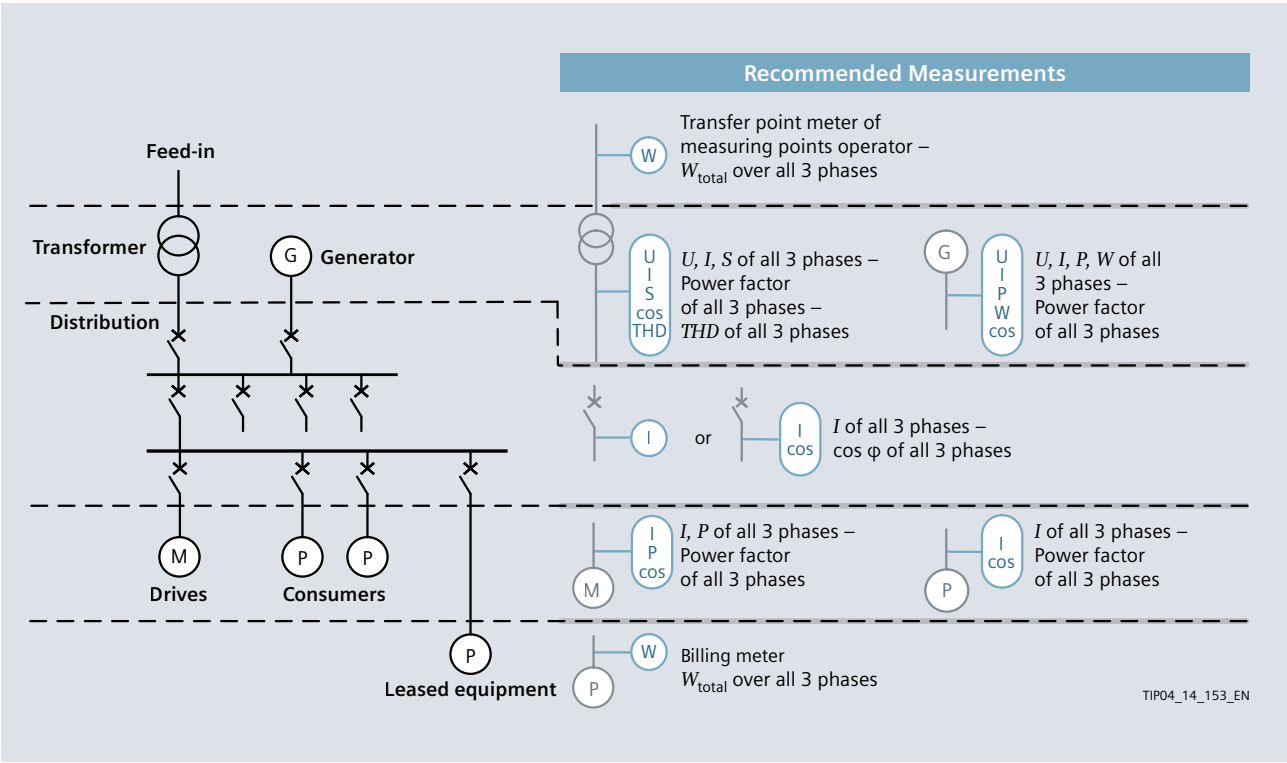 Recommended Measurements
Feed-in
W
Transfer point meter of
measuring points operator –
Wtotal over all 3 phases
Transformer
G
Generator
U
I
S
cos
THD
U, I, S of all 3 phases –
Power factor
of all 3 phases –
THD of all 3 phases
G
U
I
P
W
cos
U, I, P, W of all
3 phases –
Power factor
of all 3 phases
Distribution
I
or
I
cos
I of all 3 phases –
cos φ of all 3 phases
M
P
P
Drives
Consumers
M
I
P
cos
I, P of all 3 phases –
Power factor
of all 3 phases
P
I
cos
I of all 3 phases –
Power factor
of all 3 phases
P
Leased equipment
P
W
Billing meter
Wtotal over all 3 phases
TIP04_14_153_EN